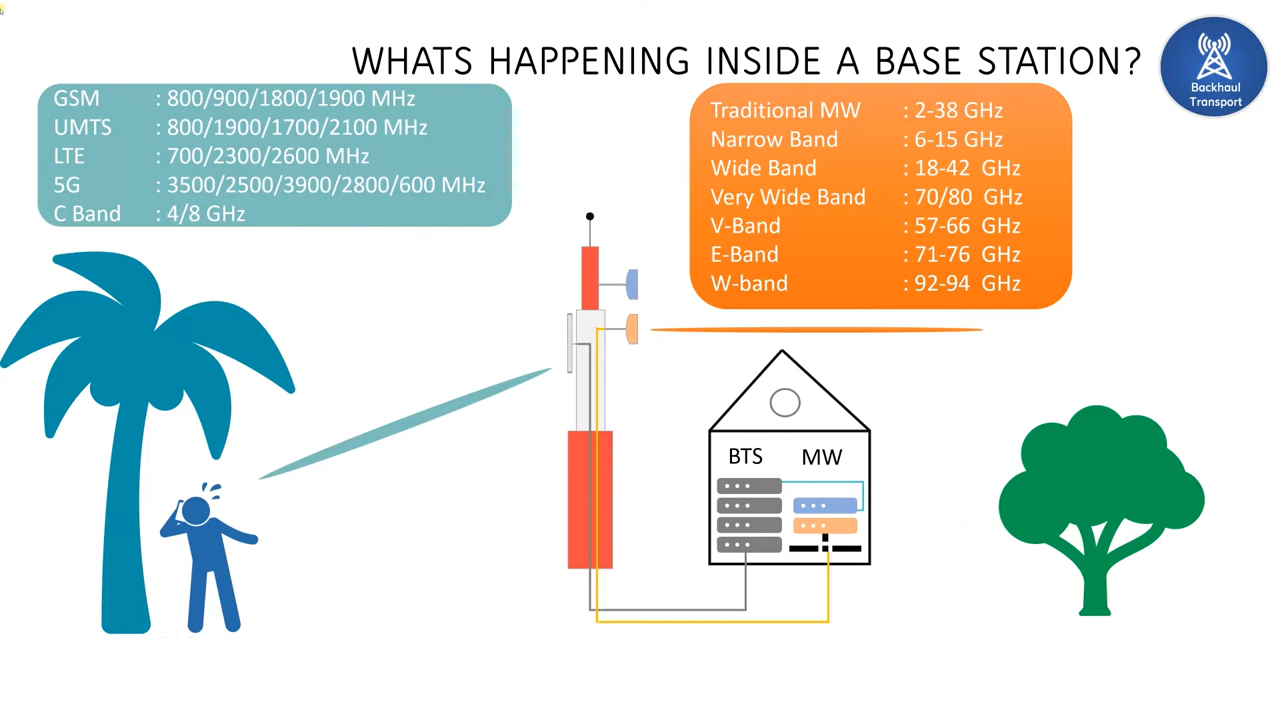 WHATS HAPPENING INSIDE A BASE STATION?
Backhaul
Transport
GSM : 800/900/1800/1900 MHz
UMTS : 800/1900/1700/2100 MHz
LTE : 700/2300/2600 MHz
5G : 3500/2500/3900/2800/600 MHz
C Band : 4/8 GHz
Traditional MW : 2-38 GHz
Narrow Band : 6-15 GHz
Wide Band : 18-42 GHz
Very Wide Band : 70/80 GHz
V-Band : 57-66 GHz
E-Band : 71-76 GHz
W-band : 92-94 GHz
BTS MW